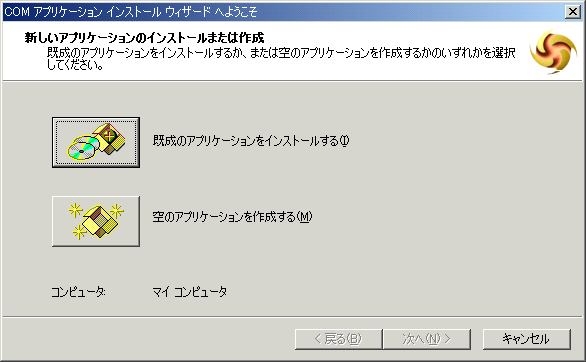 COM アプリケーション インストール ウィザード へようこそ
新しいアプリケーションのインストールまたは作成
既成のアプリケーションをインストールするか、または空のアプリケーションを作成するかのいずれかを選択
してください。
既成のアプリケーションをインストールする(I)
空のアプリケーションを作成する(M)
コンピュータ: マイ コンピュータ
< 戻る(B) 次へ(N) > キャンセル